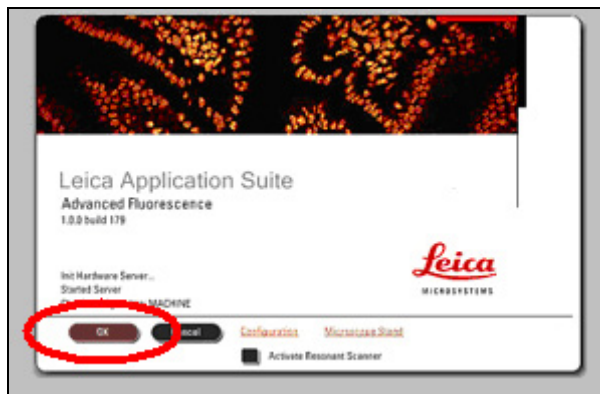 Leica Application Suite
Advanced Fluorescence
1.0.0 build 179
Leica
MICROSYSTEMS
Init Hardware Server...
Started Server
MACHINE
OK Cancel Configuration Microscope Stand
Activate Resonant Scanner